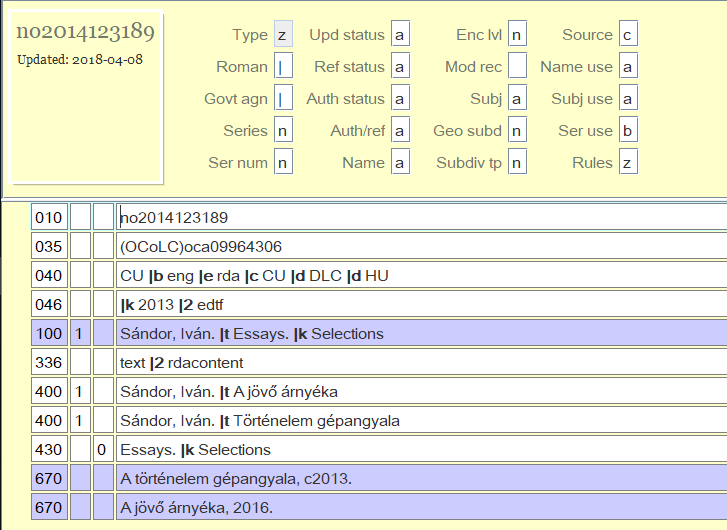 no2014123189
Updated: 2018-04-08
Type z Upd status a Enc lvl n Source c
Roman | Ref status a Mod rec Name use a
Govt agn | Auth status a Subj a Subj use a
Series n Auth/ref a Geo subd n Ser use b
Ser num n Name a Subdiv tp n Rules z
010 no2014123189
035 (OCoLC)oca09964306
040 CU |b eng |e rda |c CU |d DLC |d HU
046 |k 2013 |2 edtf
100 1 Sándor, Iván. |t Essays. |k Selections
336 text |2 rdacontent
400 1 Sándor, Iván. |t A jövő árnyéka
400 1 Sándor, Iván. |t Történelem gépangyala
430 0 Essays. |k Selections
670 A történelem gépangyala, c2013.
670 A jövő árnyéka, 2016.